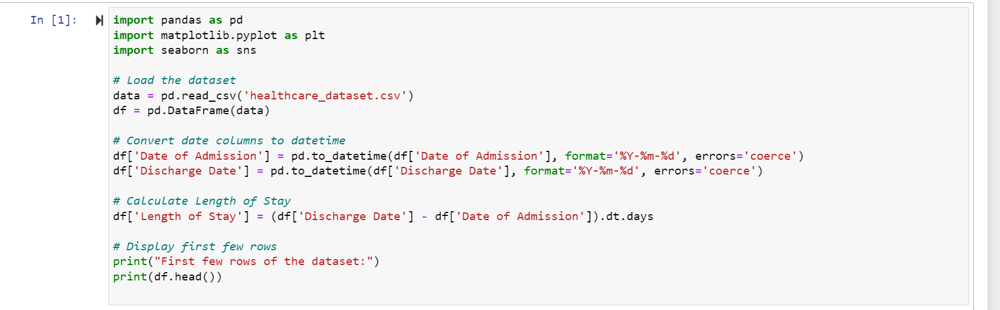 In [1]:
import pandas as pd
import matplotlib.pyplot as plt
import seaborn as sns
# Load the dataset
data = pd.read_csv('healthcare_dataset.csv')
df = pd.DataFrame(data)
# Convert date columns to datetime
df['Date of Admission'] = pd.to_datetime(df['Date of Admission'], format='%Y-%m-%d', errors='coerce')
df['Discharge Date'] = pd.to_datetime(df['Discharge Date'], format='%Y-%m-%d', errors='coerce')
# Calculate Length of Stay
df['Length of Stay'] = (df['Discharge Date'] - df['Date of Admission']).dt.days
# Display first few rows
print("First few rows of the dataset:")
print(df.head())